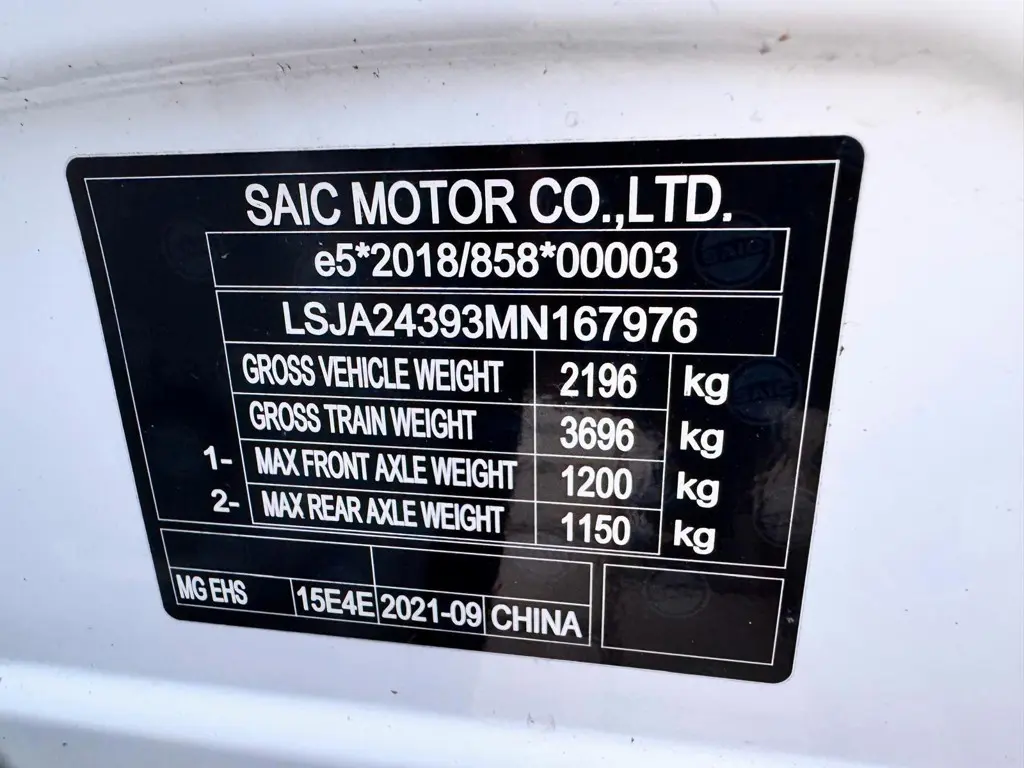 SAIC MOTOR CO.,LTD.
e5*2018/858*00003
LSJA24393MN167976
GROSS VEHICLE WEIGHT 2196 kg
GROSS TRAIN WEIGHT 3696 kg
1- MAX FRONT AXLE WEIGHT 1200 kg
2- MAX REAR AXLE WEIGHT 1150 kg
MG EHS 15E4E 2021-09 CHINA
SAIC
SAIC